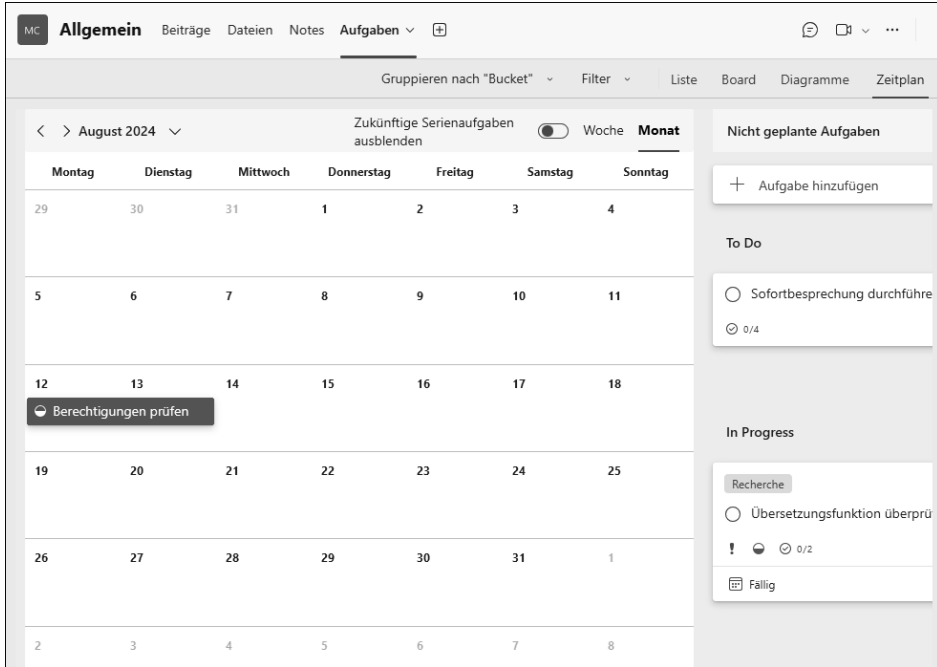 MC Allgemein Beiträge Dateien Notes Aufgaben
Gruppieren nach "Bucket" Filter Liste Board Diagramme Zeitplan
August 2024 Zukünftige Serienaufgaben
ausblenden Woche Monat
Montag Dienstag Mittwoch Donnerstag Freitag Samstag Sonntag
29 30 31 1 2 3 4
5 6 7 8 9 10 11
12 13 14 15 16 17 18
Berechtigungen prüfen
19 20 21 22 23 24 25
26 27 28 29 30 31 1
2 3 4 5 6 7 8
Nicht geplante Aufgaben
Aufgabe hinzufügen
To Do
Sofortbesprechung durchführe
0/4
In Progress
Recherche
Übersetzungsfunktion überprü
0/2
Fällig